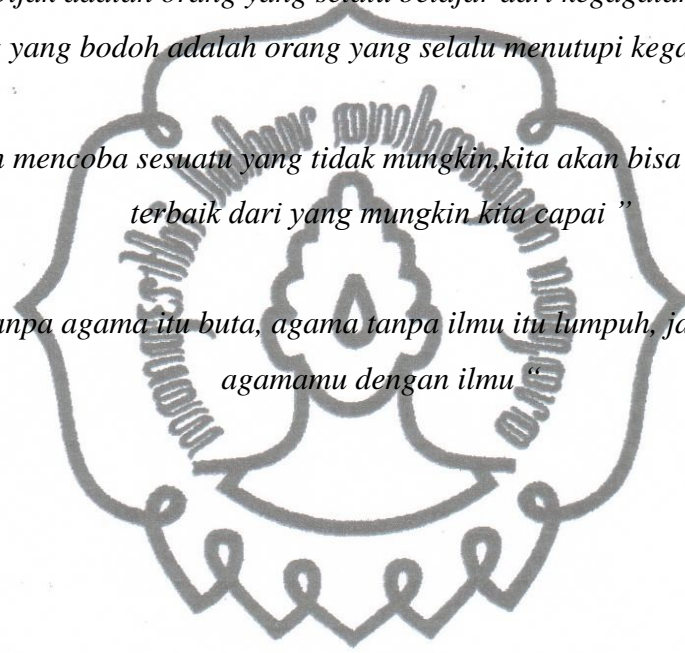 bijak adalah orang yang selalu belajar dari kegagalan
yang bodoh adalah orang yang selalu menutupi kega
n mencoba sesuatu yang tidak mungkin,kita akan bisa
terbaik dari yang mungkin kita capai ”
anpa agama itu buta, agama tanpa ilmu itu lumpuh, ja
agamamu dengan ilmu “